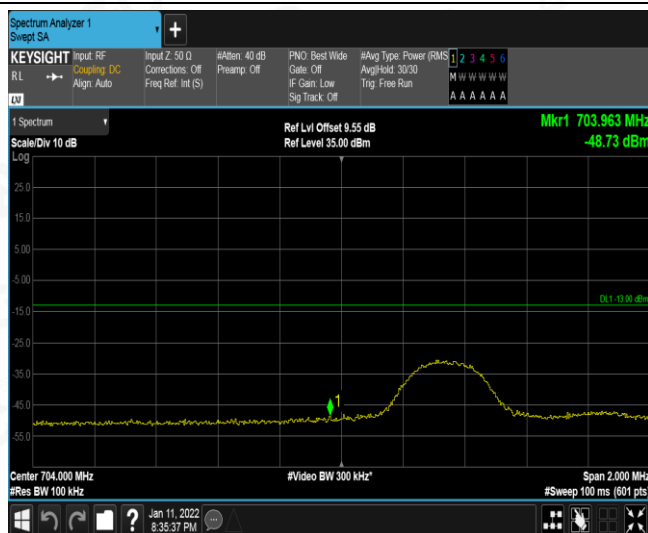 Spectrum Analyzer 1
Swept SA
+
KEYSIGHT
RL
Input: RF
Coupling: DC
Align: Auto
Input Z: 50 Ω
Corrections: Off
Freq Ref: Int (S)
#Atten: 40 dB
Preamp: Off
PNO: Best Wide
Gate: Off
IF Gain: Low
Sig Track: Off
#Avg Type: Power (RMS
Avg|Hold: 30/30
Trig: Free Run
1 2 3 4 5 6
M W W W W W
A A A A A A
1 Spectrum
Scale/Div 10 dB
Ref Lvl Offset 9.55 dB
Ref Level 35.00 dBm
Mkr1 703.963 MHz
-48.73 dBm
Log
25.0
15.0
5.00
-5.00
DL1 -13.00 dBm
-15.0
-25.0
-35.0
-45.0
1
-55.0
Center 704.000 MHz
#Video BW 300 kHz*
Span 2.000 MHz
#Res BW 100 kHz
#Sweep 100 ms (601 pts)
?
Jan 11, 2022
8:35:37 PM